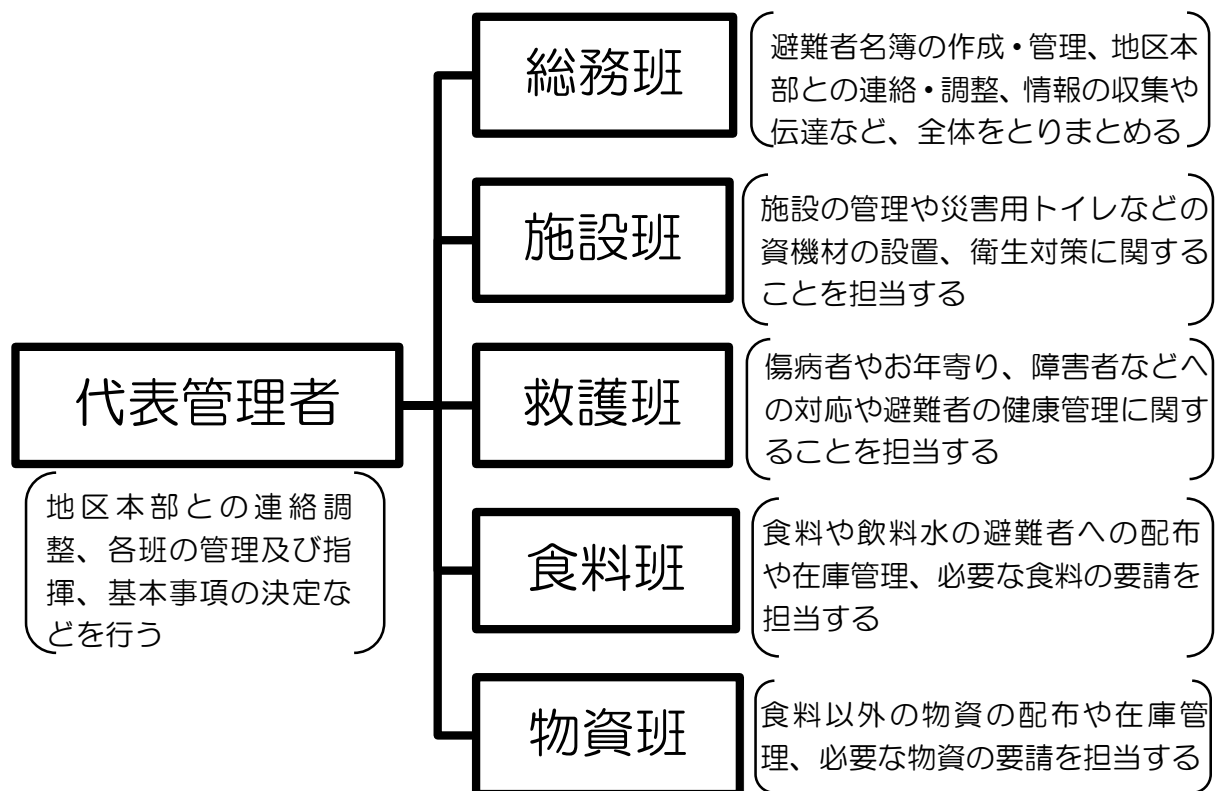 総務班
避難者名簿の作成・管理、地区本
部との連絡・調整、情報の収集や
伝達など、全体をとりまとめる
施設班
施設の管理や災害用トイレなどの
資機材の設置、衛生対策に関する
ことを担当する
代表管理者
地区本部との連絡調
整、各班の管理及び指
揮、基本事項の決定な
どを行う
救護班
傷病者やお年寄り、障害者などへ
の対応や避難者の健康管理に関す
ることを担当する
食料班
食料や飲料水の避難者への配布
や在庫管理、必要な食料の要請を
担当する
物資班
食料以外の物資の配布や在庫管
理、必要な物資の要請を担当する